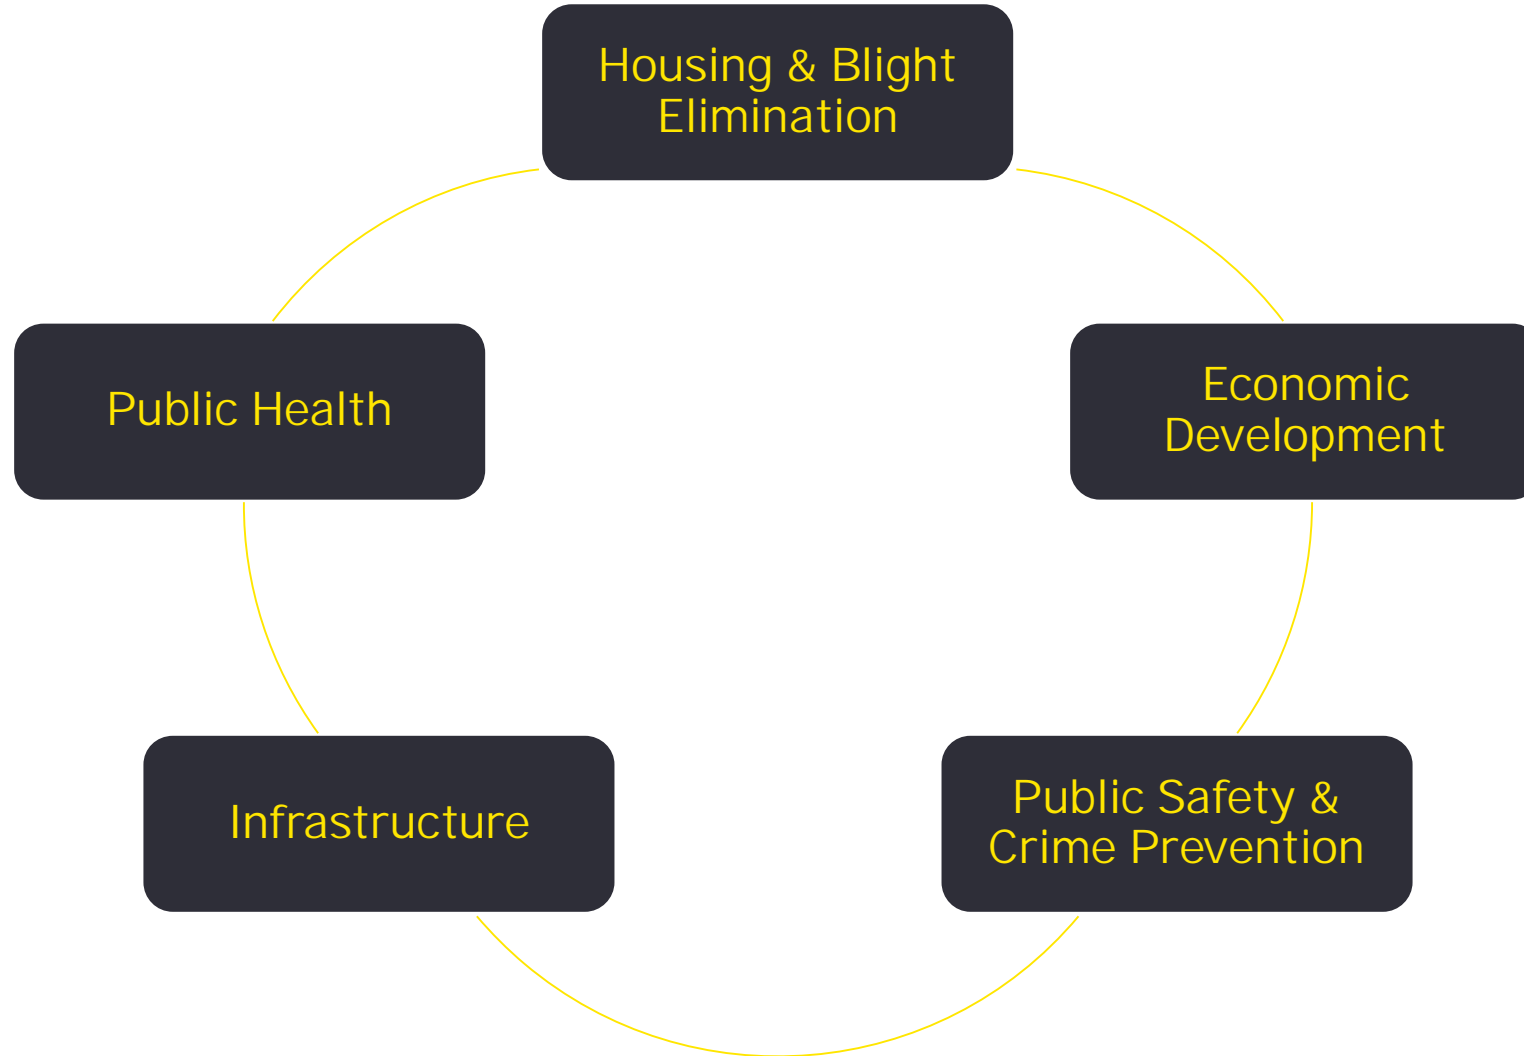 Housing & Blight
Elimination
Public Health
Economic
Development
Infrastructure
Public Safety &
Crime Prevention